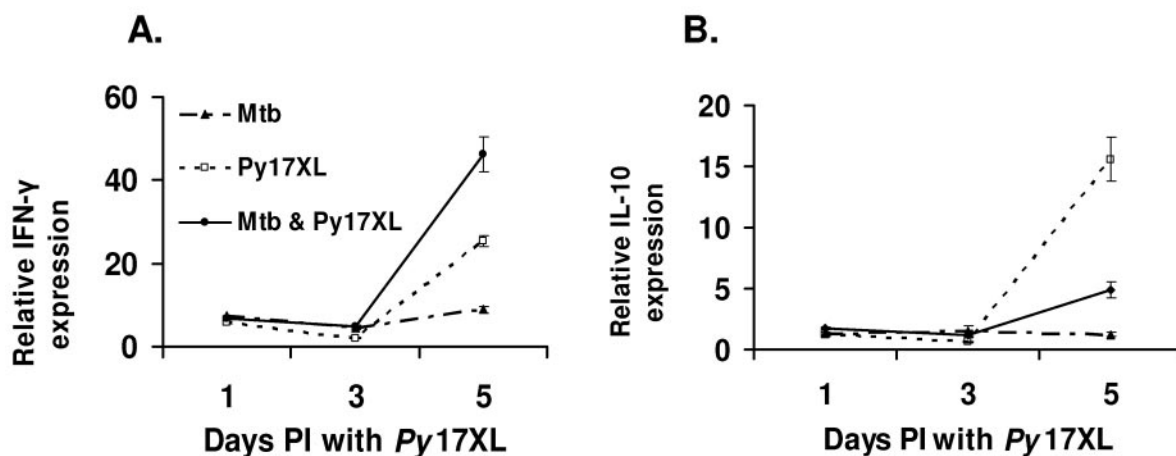 A.
Relative IFN-γ
expression
60
40
20
0
Mtb
Py17XL
Mtb & Py17XL
1 3 5
Days PI with Py17XL
B.
Relative IL-10
expression
20
15
10
5
0
1 3 5
Days PI with Py17XL